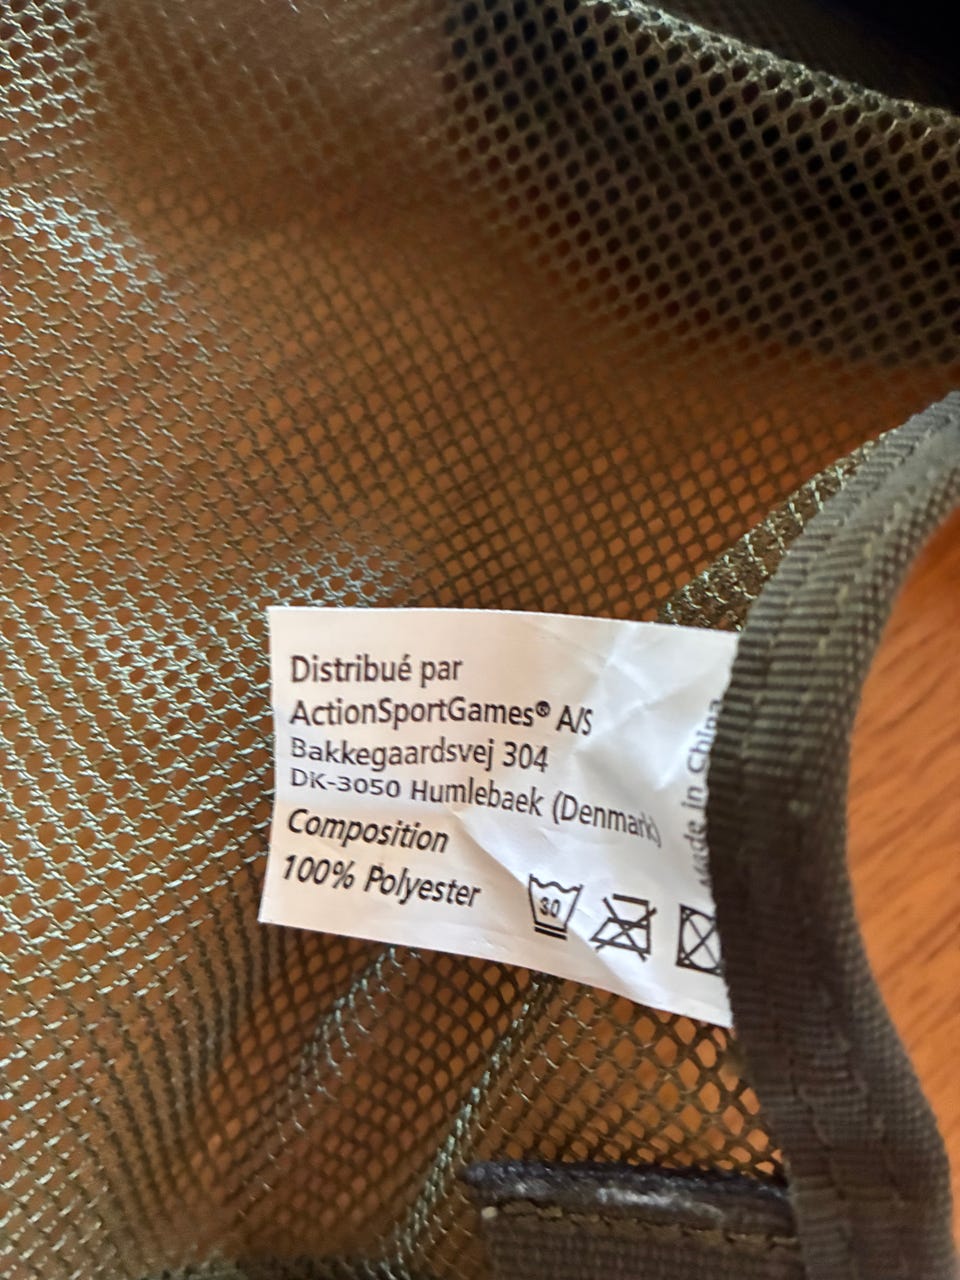 Distribué par
ActionSportGames® A/S
Bakkegaardsvej 304
DK-3050 Humlebaek (Denmark)
Composition
100% Polyester
30
Made in China